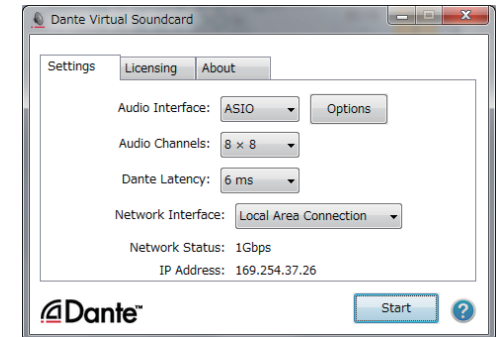 Dante Virtual Soundcard
Settings Licensing About
Audio Interface: ASIO Options
Audio Channels: 8 × 8
Dante Latency: 6 ms
Network Interface: Local Area Connection
Network Status: 1Gbps
IP Address: 169.254.37.26
Dante™ Start ?